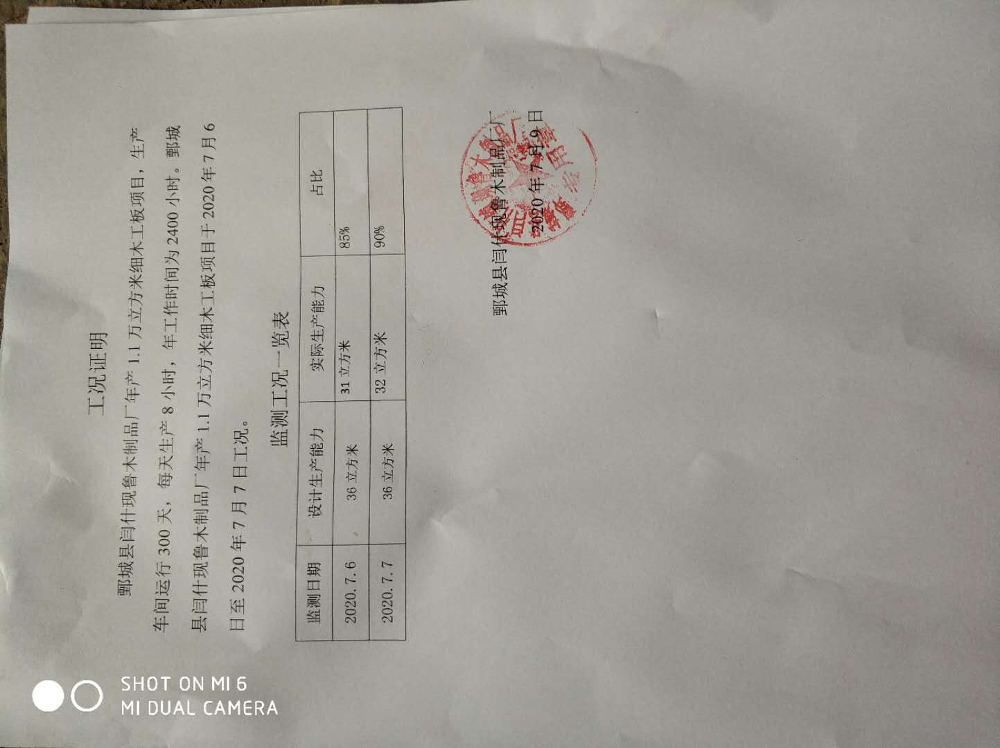 工况证明
鄄城县闫什现鲁木制品厂年产 1.1 万立方米细木工板项目，生产
车间运行 300 天，每天生产 8 小时，年工作时间为 2400 小时。鄄城
县闫什现鲁木制品厂年产 1.1 万立方米细木工板项目于 2020 年 7 月 6
日至 2020 年 7 月 7 日工况。
监测工况一览表
监测日期 设计生产能力 实际生产能力 占比
2020.7.6 36 立方米 31 立方米 85%
2020.7.7 36 立方米 32 立方米 90%
鄄城县闫什现鲁木制品厂厂
2020 年 7 月 9 日
SHOT ON MI 6
MI DUAL CAMERA